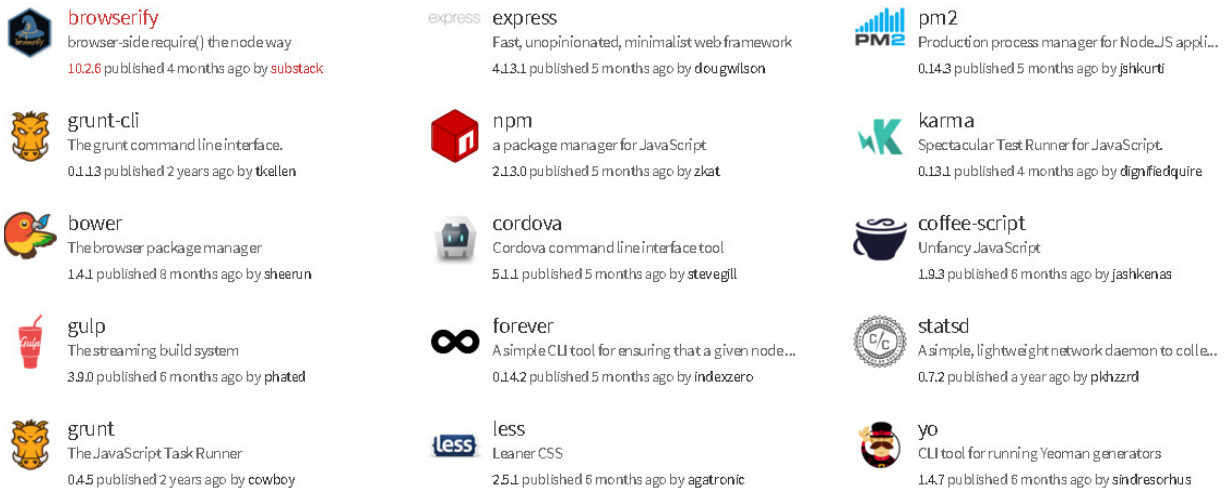 browserify
browser-side require() the node way
10.2.6 published 4 months ago by substack
grunt-cli
The grunt command line interface.
0.1.13 published 2 years ago by tkellen
bower
The browser package manager
1.4.1 published 8 months ago by sheerun
Gulp
gulp
The streaming build system
3.9.0 published 6 months ago by phated
grunt
The JavaScript Task Runner
0.4.5 published 2 years ago by cowboy
express
express
Fast, unopinionated, minimalist web framework
4.13.1 published 5 months ago by dougwilson
n
npm
a package manager for JavaScript
2.13.0 published 5 months ago by zkat
cordova
Cordova command line interface tool
5.1.1 published 5 months ago by stevegill
forever
A simple CLI tool for ensuring that a given node ...
0.14.2 published 5 months ago by indexzero
{less}
less
Leaner CSS
2.5.1 published 6 months ago by agatronic
PM2
pm2
Production process manager for Node.JS appli...
0.14.3 published 5 months ago by jshkurti
K
karma
Spectacular Test Runner for JavaScript.
0.13.1 published 4 months ago by dignifiedquire
coffee-script
Unfancy JavaScript
1.9.3 published 6 months ago by jashkenas
C/C
statsd
A simple, lightweight network daemon to colle...
0.7.2 published a year ago by pkhzzrd
yo
CLI tool for running Yeoman generators
1.4.7 published 6 months ago by sindresorhus